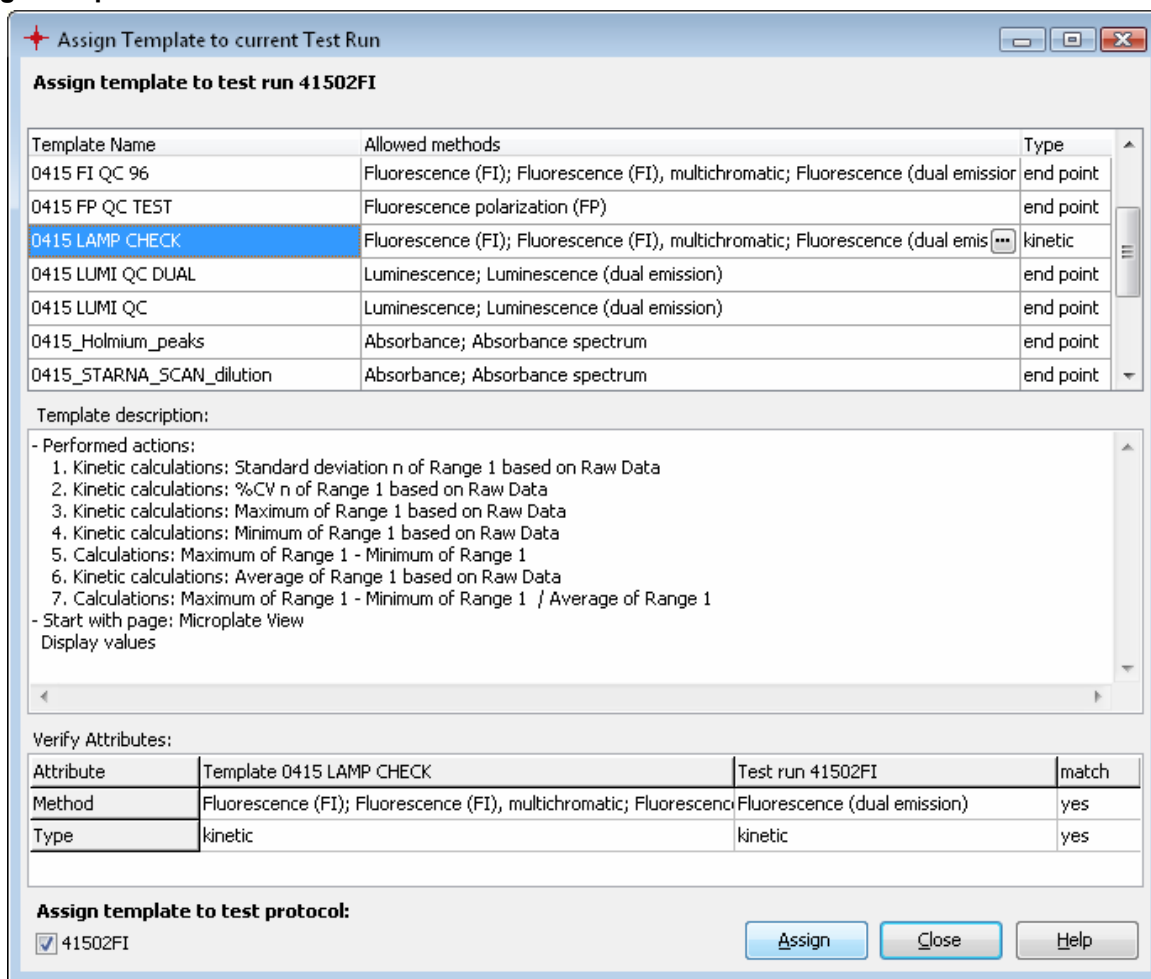 Assign Template to current Test Run
Assign template to test run 41502FI
Template Name Allowed methods Type
0415 FI QC 96 Fluorescence (FI); Fluorescence (FI), multichromatic; Fluorescence (dual emission end point
0415 FP QC TEST Fluorescence polarization (FP) end point
0415 LAMP CHECK Fluorescence (FI); Fluorescence (FI), multichromatic; Fluorescence (dual emis ... kinetic
0415 LUMI QC DUAL Luminescence; Luminescence (dual emission) end point
0415 LUMI QC Luminescence; Luminescence (dual emission) end point
0415_Holmium_peaks Absorbance; Absorbance spectrum end point
0415_STARNA_SCAN_dilution Absorbance; Absorbance spectrum end point
Template description:
- Performed actions:
1. Kinetic calculations: Standard deviation n of Range 1 based on Raw Data
2. Kinetic calculations: %CV n of Range 1 based on Raw Data
3. Kinetic calculations: Maximum of Range 1 based on Raw Data
4. Kinetic calculations: Minimum of Range 1 based on Raw Data
5. Calculations: Maximum of Range 1 - Minimum of Range 1
6. Kinetic calculations: Average of Range 1 based on Raw Data
7. Calculations: Maximum of Range 1 - Minimum of Range 1 / Average of Range 1
- Start with page: Microplate View
Display values
Verify Attributes:
Attribute Template 0415 LAMP CHECK Test run 41502FI match
Method Fluorescence (FI); Fluorescence (FI), multichromatic; Fluorescenc Fluorescence (dual emission) yes
Type kinetic kinetic yes
Assign template to test protocol:
41502FI Assign Close Help